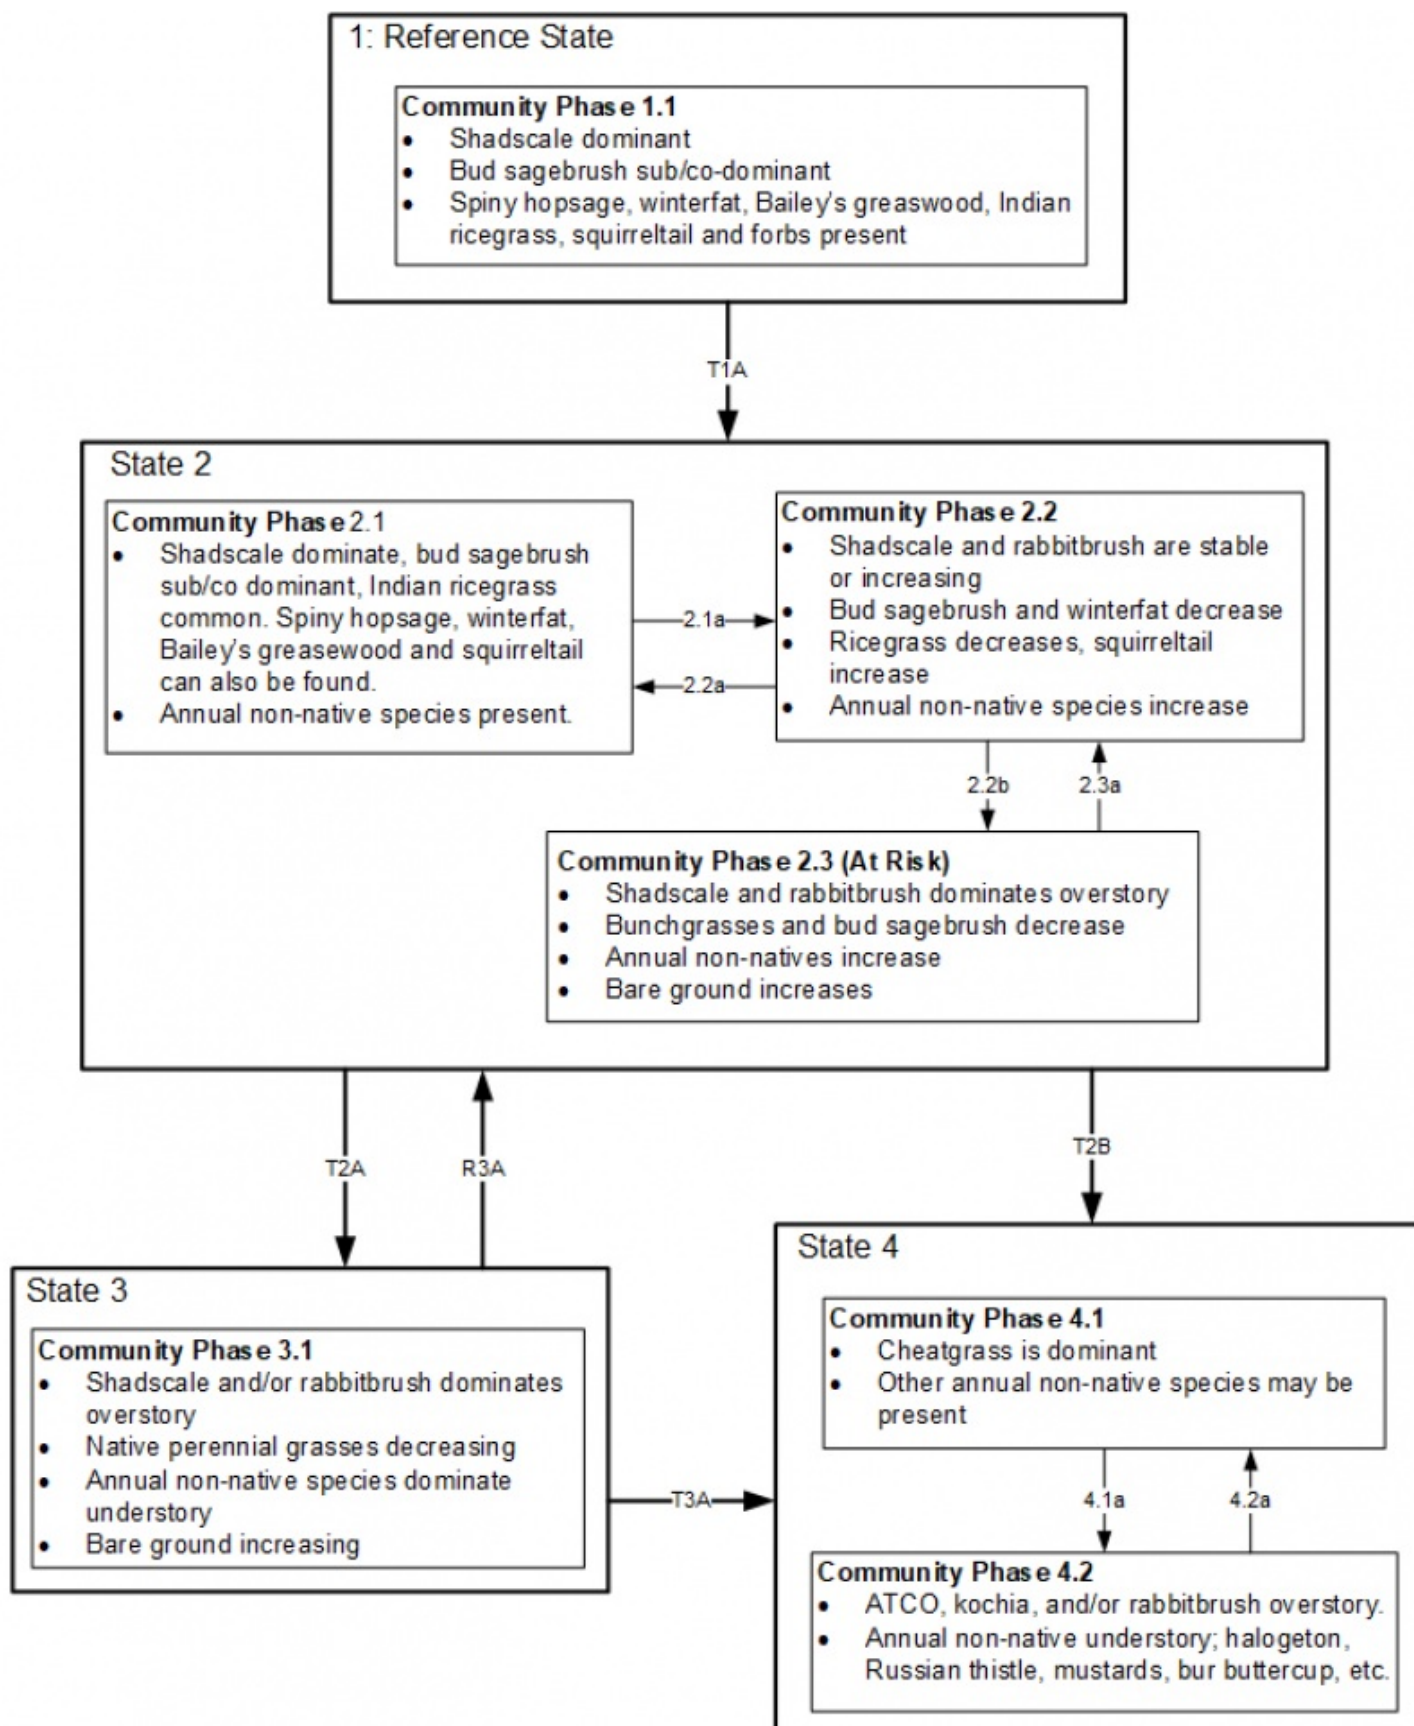 1: Reference State
Community Phase 1.1
• Shadscale dominant
• Bud sagebrush sub/co-dominant
• Spiny hopsage, winterfat, Bailey's greaswood, Indian
ricegrass, squirreltail and forbs present
T1A
State 2
Community Phase 2.1
• Shadscale dominate, bud sagebrush
sub/co dominant, Indian ricegrass
common. Spiny hopsage, winterfat,
Bailey's greasewood and squirreltail
can also be found.
• Annual non-native species present.
2.1a
2.2a
Community Phase 2.2
• Shadscale and rabbitbrush are stable
or increasing
• Bud sagebrush and winterfat decrease
• Ricegrass decreases, squirreltail
increase
• Annual non-native species increase
2.2b
2.3a
Community Phase 2.3 (At Risk)
• Shadscale and rabbitbrush dominates overstory
• Bunchgrasses and bud sagebrush decrease
• Annual non-natives increase
• Bare ground increases
T2A
R3A
T2B
State 3
Community Phase 3.1
• Shadscale and/or rabbitbrush dominates
overstory
• Native perennial grasses decreasing
• Annual non-native species dominate
understory
• Bare ground increasing
T3A
State 4
Community Phase 4.1
• Cheatgrass is dominant
• Other annual non-native species may be
present
4.1a
4.2a
Community Phase 4.2
• ATCO, kochia, and/or rabbitbrush overstory.
• Annual non-native understory; halogeton,
Russian thistle, mustards, bur buttercup, etc.